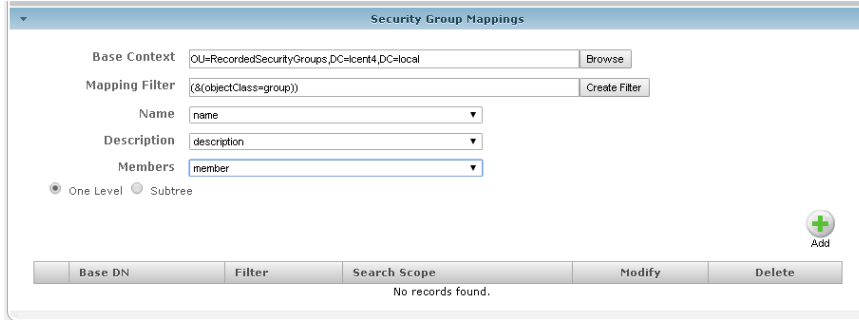 Security Group Mappings
Base Context OU=RecordedSecurityGroups,DC=lcent4,DC=local Browse
Mapping Filter (&(objectClass=group)) Create Filter
Name name
Description description
Members member
One Level Subtree
Add
Base DN Filter Search Scope Modify Delete
No records found.